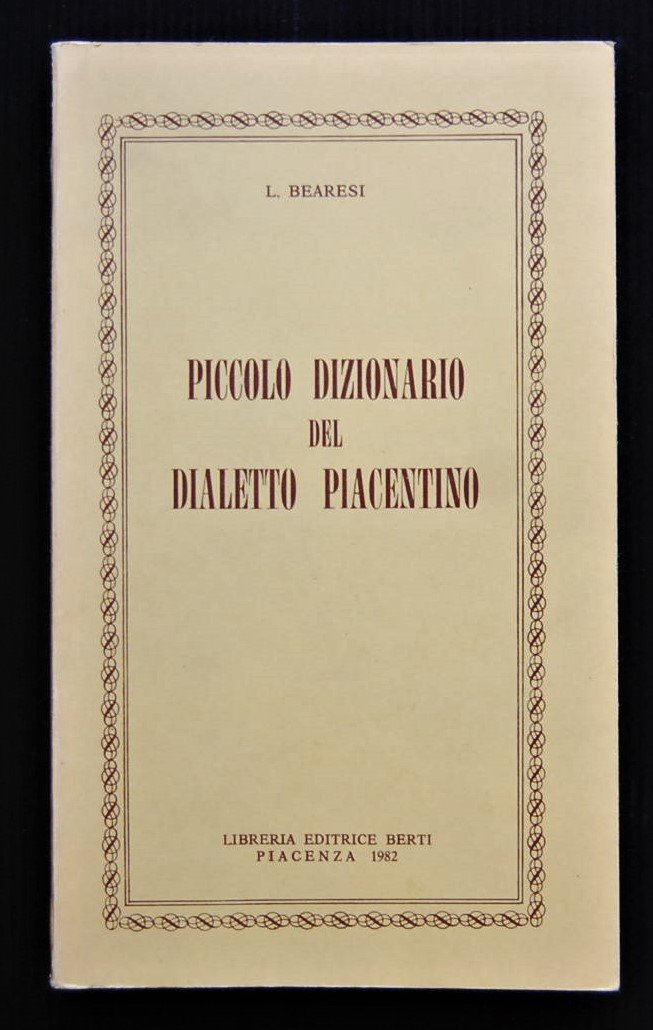 L. BEARESI
PICCOLO DIZIONARIO
DEL
DIALETTO PIACENTINO
LIBRERIA EDITRICE BERTI
PIACENZA 1982